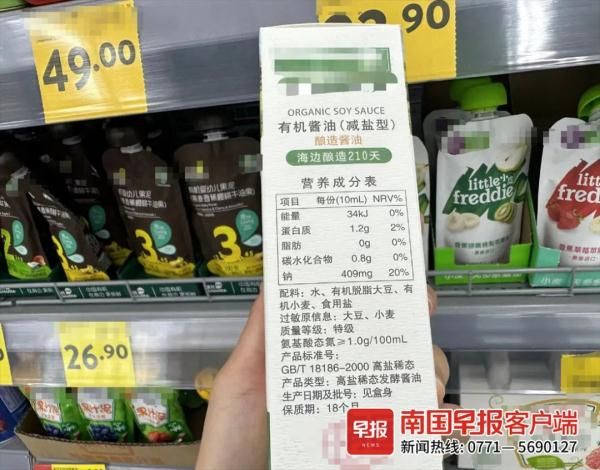 49.00
.90
ORGANIC SOY SAUCE
有机酱油(减盐型)
酿造酱油
海边酿造210天
营养成分表
项目 每份(10mL) NRV%
能量 34kJ 0%
蛋白质 1.2g 2%
脂肪 0g 0%
碳水化合物 0.8g 0%
钠 409mg 20%
配料: 水、有机脱脂大豆、有
机小麦、食用盐
过敏原信息: 大豆、小麦
质量等级: 特级
氨基酸态氮≥1.0g/100mL
产品标准号:
GB/T 18186-2000 高盐稀态
产品类型: 高盐稀态发酵酱油
生产日期及批号: 见盒身
保质期: 18个月
3
3
little
freddie
little
freddie
26.90
果汁泥
早报
NEWS
南国早报客户端
新闻热线: 0771-5690127